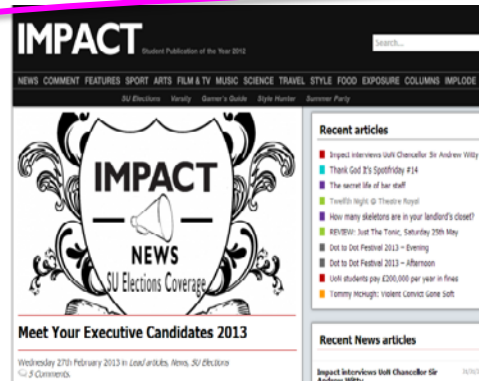 IMPACT
Student Publication of the Year 2012
Search...
NEWS COMMENT FEATURES SPORT ARTS FILM & TV MUSIC SCIENCE TRAVEL STYLE FOOD EXPOSURE COLUMNS IMPLODE
SU Elections Varsity Gamer's Guide Style Hunter Summer Party
IMPACT
NEWS
SU Elections Coverage
Meet Your Executive Candidates 2013
Wednesday 27th February 2013 in Lead articles, News, SU Elections
5 Comments.
Recent articles
Impact interviews UoN Chancellor Sir Andrew Witty
Thank God It's Spotifriday #14
The secret life of bar staff
Twelfth Night @ Theatre Royal
How many skeletons are in your landlord's closet?
REVIEW: Just The Tonic, Saturday 25th May
Dot to Dot Festival 2013 – Evening
Dot to Dot Festival 2013 – Afternoon
UoN students pay £200,000 per year in fines
Tommy McHugh: Violent Convict Gone Soft
Recent News articles
Impact interviews UoN Chancellor Sir
Andrew Witty